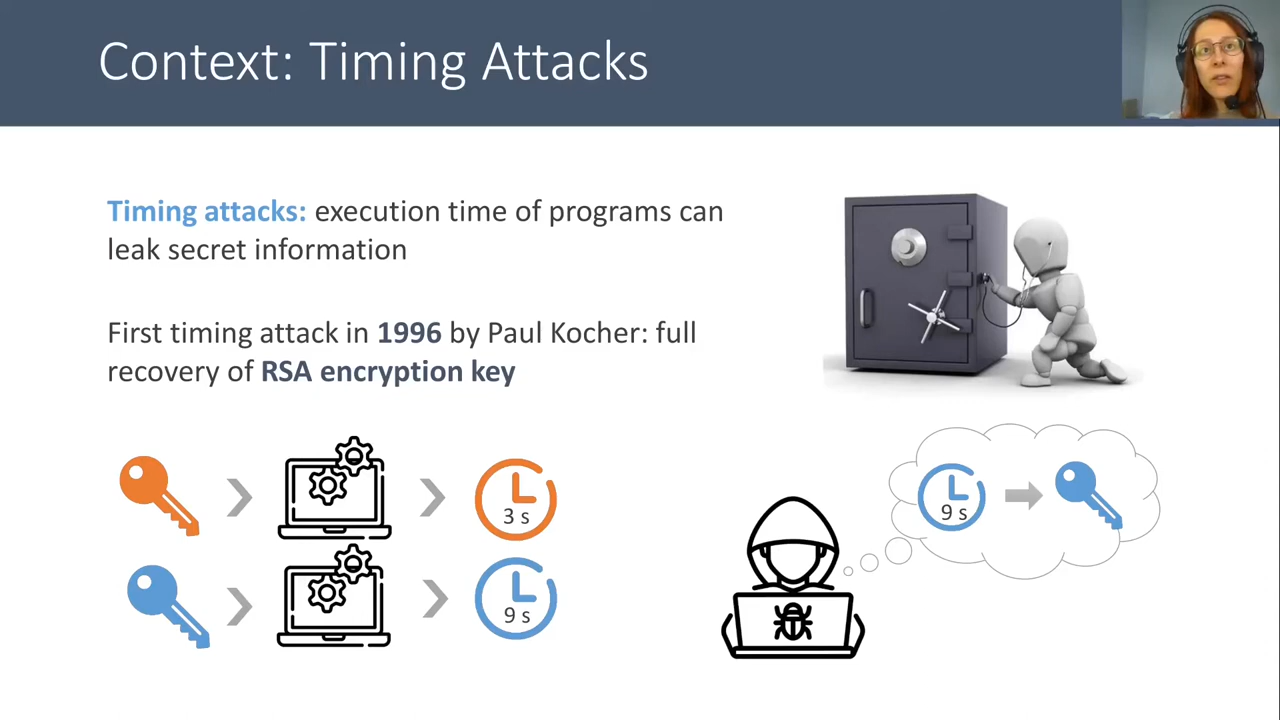 Context: Timing Attacks
Timing attacks: execution time of programs can
leak secret information
First timing attack in 1996 by Paul Kocher: full
recovery of RSA encryption key
3 s
9 s
9 s